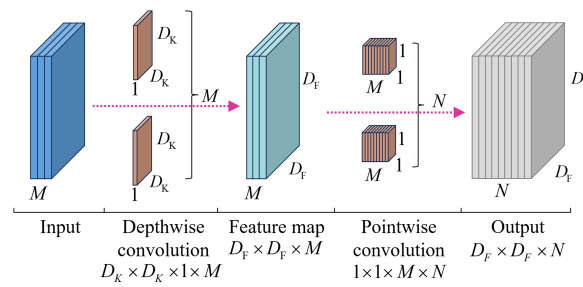 D_K
D_K
1
M
D_K
D_K
1
M
D_F
D_F
M
1
1
M
N
1
1
M
D
D_F
N
Input
Depthwise convolution
D_K × D_K × 1 × M
Feature map
D_F × D_F × M
Pointwise convolution
1 × 1 × M × N
Output
D_F × D_F × N